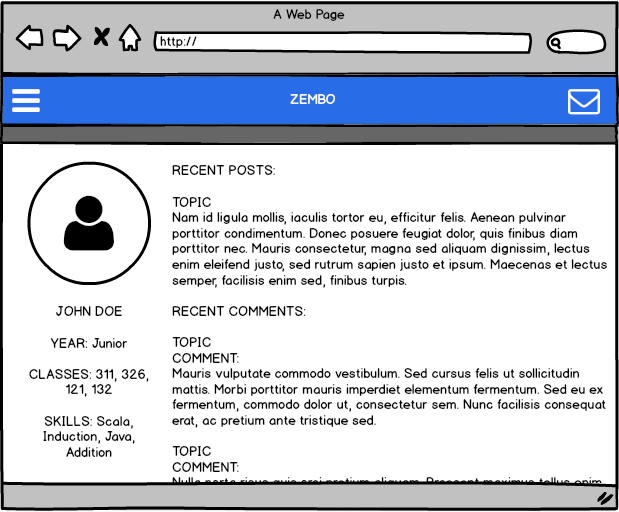 A Web Page
http://
ZEMBO
JOHN DOE
YEAR: Junior
CLASSES: 311, 326,
121, 132
SKILLS: Scala,
Induction, Java,
Addition
RECENT POSTS:
TOPIC
Nam id ligula mollis, iaculis tortor eu, efficitur felis. Aenean pulvinar
porttitor condimentum. Donec posuere feugiat dolor, quis finibus diam
porttitor nec. Mauris consectetur, magna sed aliquam dignissim, lectus
enim eleifend justo, sed rutrum sapien justo et ipsum. Maecenas et lectus
semper, facilisis enim sed, finibus turpis.
RECENT COMMENTS:
TOPIC
COMMENT:
Mauris vulputate commodo vestibulum. Sed cursus felis ut sollicitudin
mattis. Morbi porttitor mauris imperdiet elementum fermentum. Sed eu ex
fermentum, commodo dolor ut, consectetur sem. Nunc facilisis consequat
erat, ac pretium ante tristique sed.
TOPIC
COMMENT: